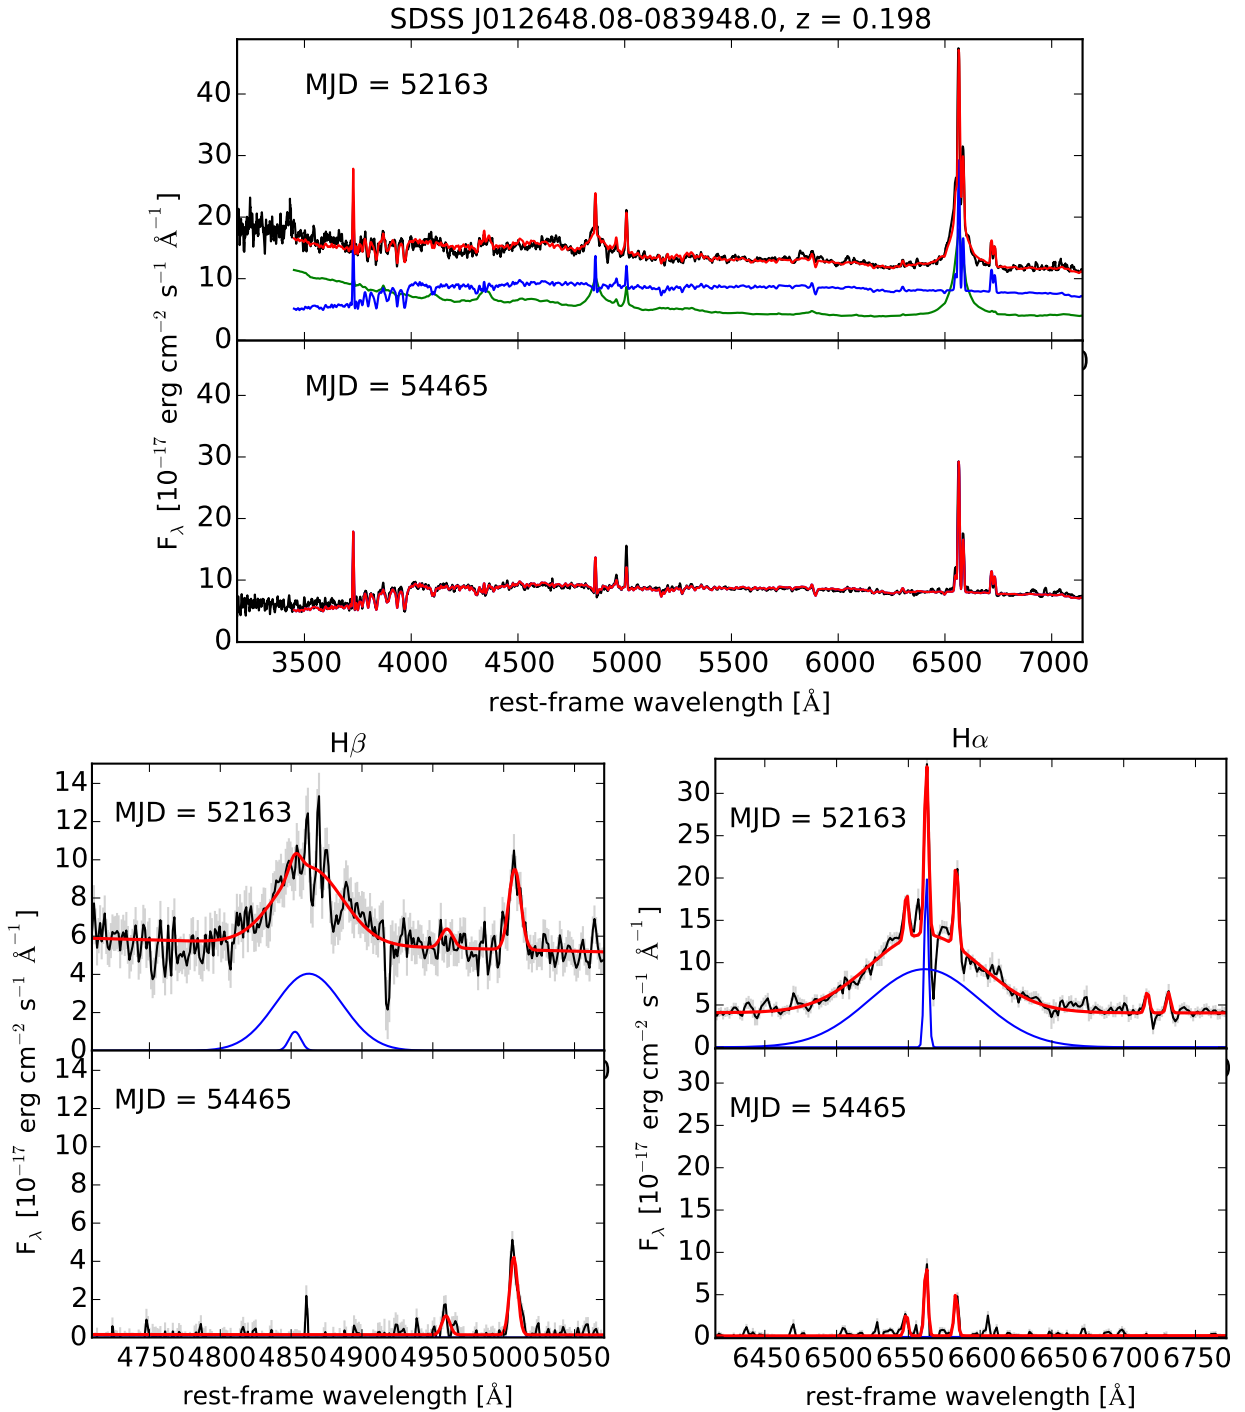 SDSS J012648.08-083948.0, z = 0.198
MJD = 52163
40
30
20
10
0
MJD = 54465
40
30
20
10
0
F_λ [10^−17 erg cm^−2 s^−1 Å^−1]
3500 4000 4500 5000 5500 6000 6500 7000
rest-frame wavelength [Å]
Hβ
MJD = 52163
14
12
10
8
6
4
2
0
MJD = 54465
14
12
10
8
6
4
2
0
F_λ [10^−17 erg cm^−2 s^−1 Å^−1]
4750 4800 4850 4900 4950 5000 5050
rest-frame wavelength [Å]
Hα
MJD = 52163
30
25
20
15
10
5
0
MJD = 54465
30
25
20
15
10
5
0
F_λ [10^−17 erg cm^−2 s^−1 Å^−1]
6450 6500 6550 6600 6650 6700 6750
rest-frame wavelength [Å]